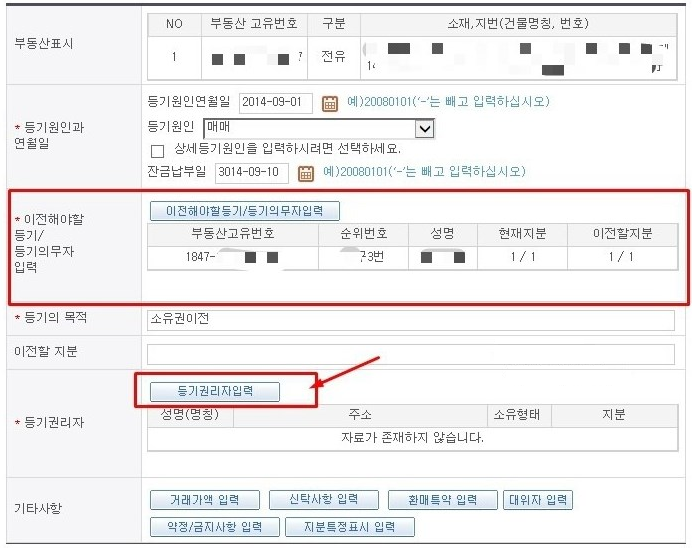 부동산표시
NO 부동산 고유번호 구분 소재,지번(건물명칭, 번호)
1 전유
* 등기원인과
연월일
등기원인연월일 2014-09-01 예)20080101('-'는 빼고 입력하십시오)
등기원인 매매
상세등기원인을 입력하시려면 선택하세요.
잔금납부일 3014-09-10 예)20080101('-'는 빼고 입력하십시오)
* 이전해야할
등기/
등기의무자
입력
이전해야할등기/등기의무자입력
부동산고유번호 순위번호 성명 현재지분 이전할지분
1847- 3번 1 / 1 1 / 1
* 등기의 목적 소유권이전
이전할 지분
* 등기권리자
등기권리자입력
성명(명칭) 주소 소유형태 지분
자료가 존재하지 않습니다.
기타사항
거래가액 입력 신탁사항 입력 환매특약 입력 대위자 입력
약정/금지사항 입력 지분특정표시 입력